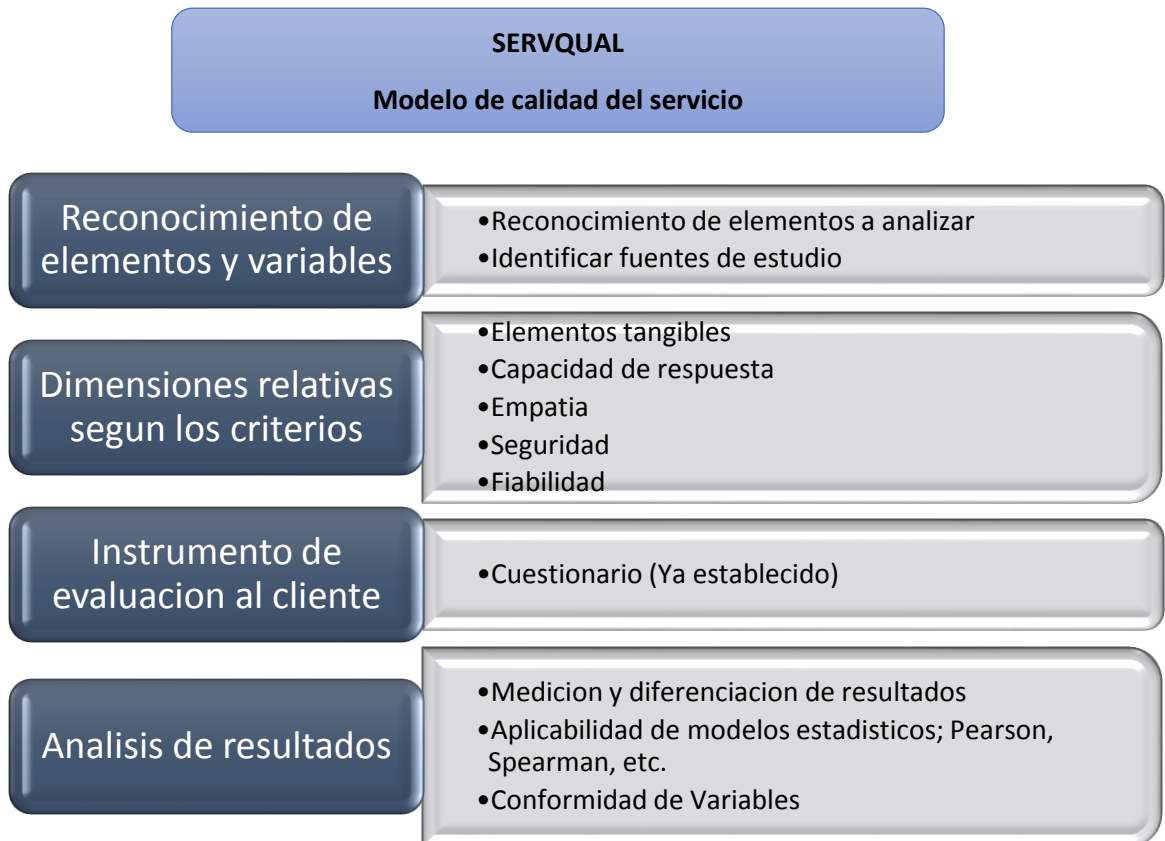 SERVQUAL
Modelo de calidad del servicio
Reconocimiento de
elementos y variables
•Reconocimiento de elementos a analizar
•Identificar fuentes de estudio
Dimensiones relativas
segun los criterios
•Elementos tangibles
•Capacidad de respuesta
•Empatia
•Seguridad
•Fiabilidad
Instrumento de
evaluacion al cliente
•Cuestionario (Ya establecido)
Analisis de resultados
•Medicion y diferenciacion de resultados
•Aplicabilidad de modelos estadisticos; Pearson,
Spearman, etc.
•Conformidad de Variables